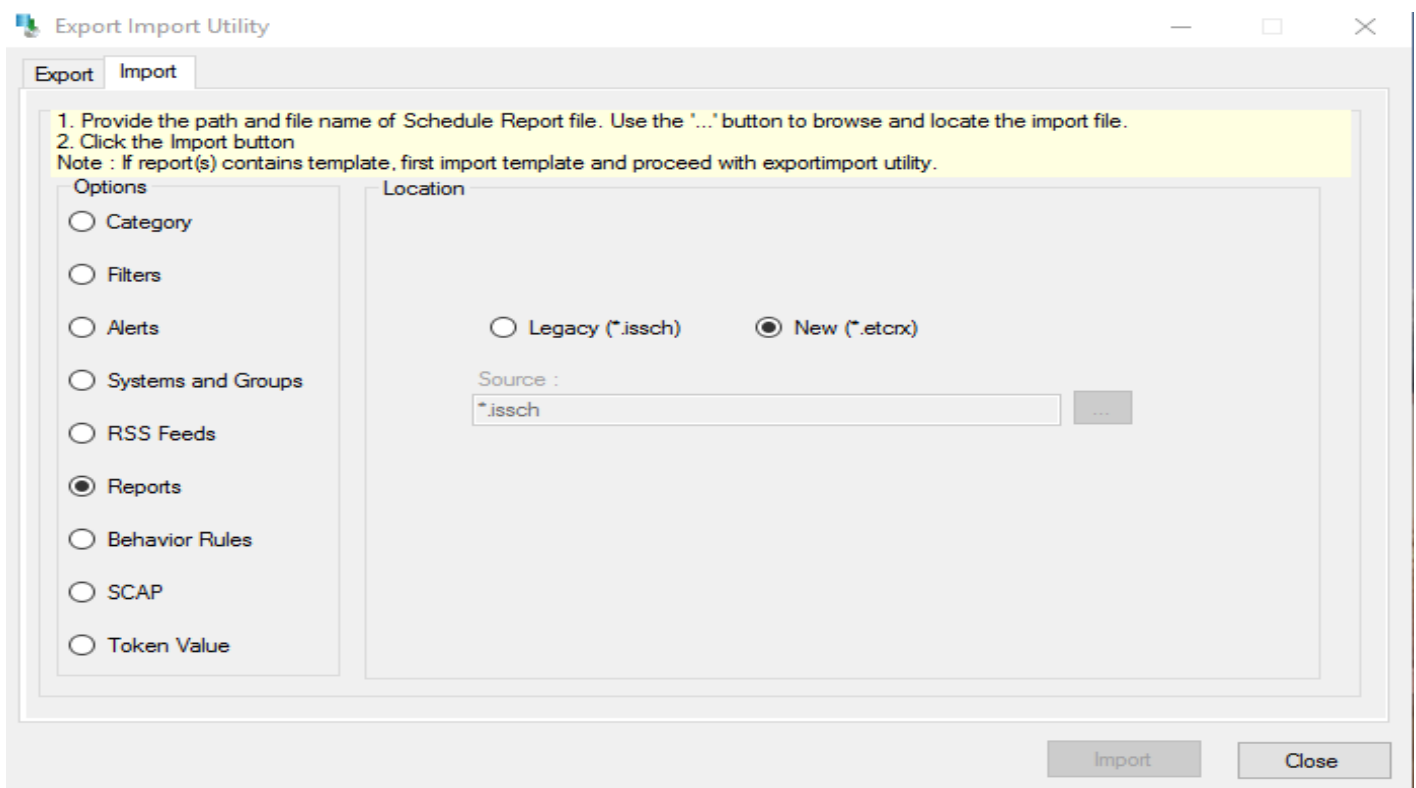 Export Import Utility
Export
Import
1. Provide the path and file name of Schedule Report file. Use the '...' button to browse and locate the import file.
2. Click the Import button
Note : If report(s) contains template, first import template and proceed with exportimport utility.
Options
Location
Category
Filters
Alerts
Legacy (*.issch)
New (*.etcrx)
Systems and Groups
Source :
*.issch
...
RSS Feeds
Reports
Behavior Rules
SCAP
Token Value
Import
Close